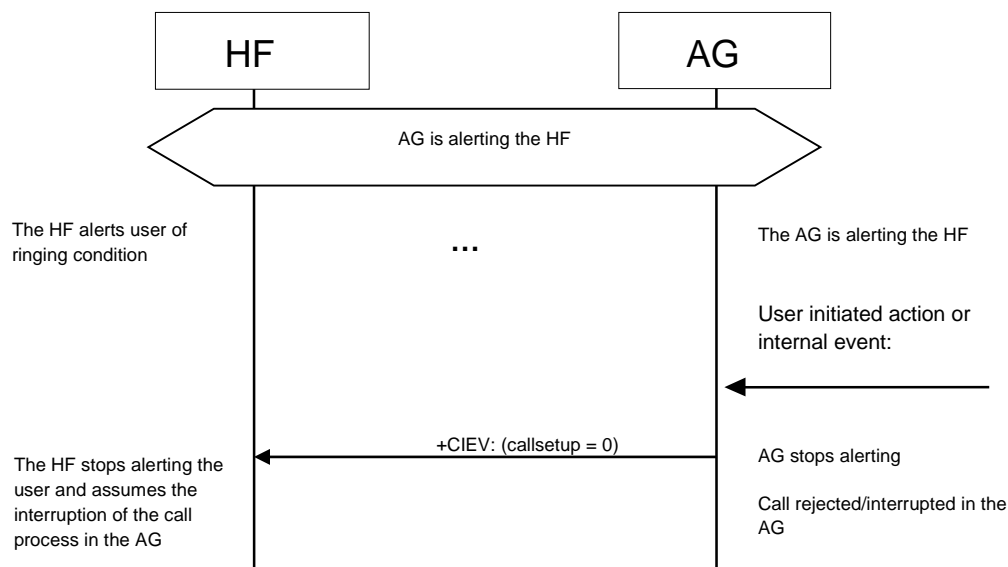 HF
AG
AG is alerting the HF
The HF alerts user of
ringing condition
...
The AG is alerting the HF
User initiated action or
internal event:
+CIEV: (callsetup = 0)
The HF stops alerting the
user and assumes the
interruption of the call
process in the AG
AG stops alerting
Call rejected/interrupted in the
AG